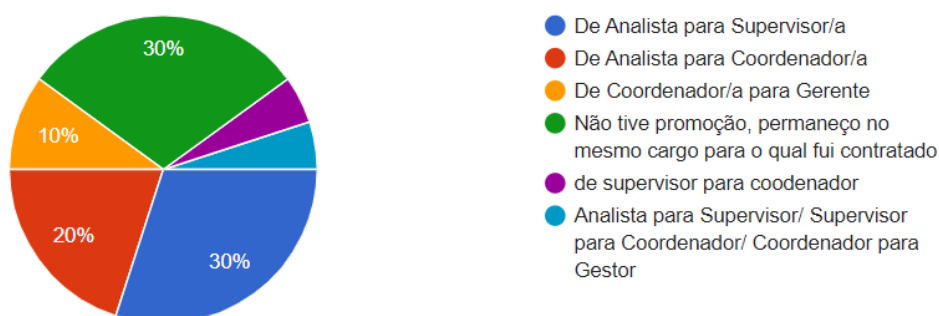 30%
10%
20%
30%
De Analista para Supervisor/a
De Analista para Coordenador/a
De Coordenador/a para Gerente
Não tive promoção, permaneço no
mesmo cargo para o qual fui contratado
de supervisor para coodenador
Analista para Supervisor/ Supervisor
para Coordenador/ Coordenador para
Gestor